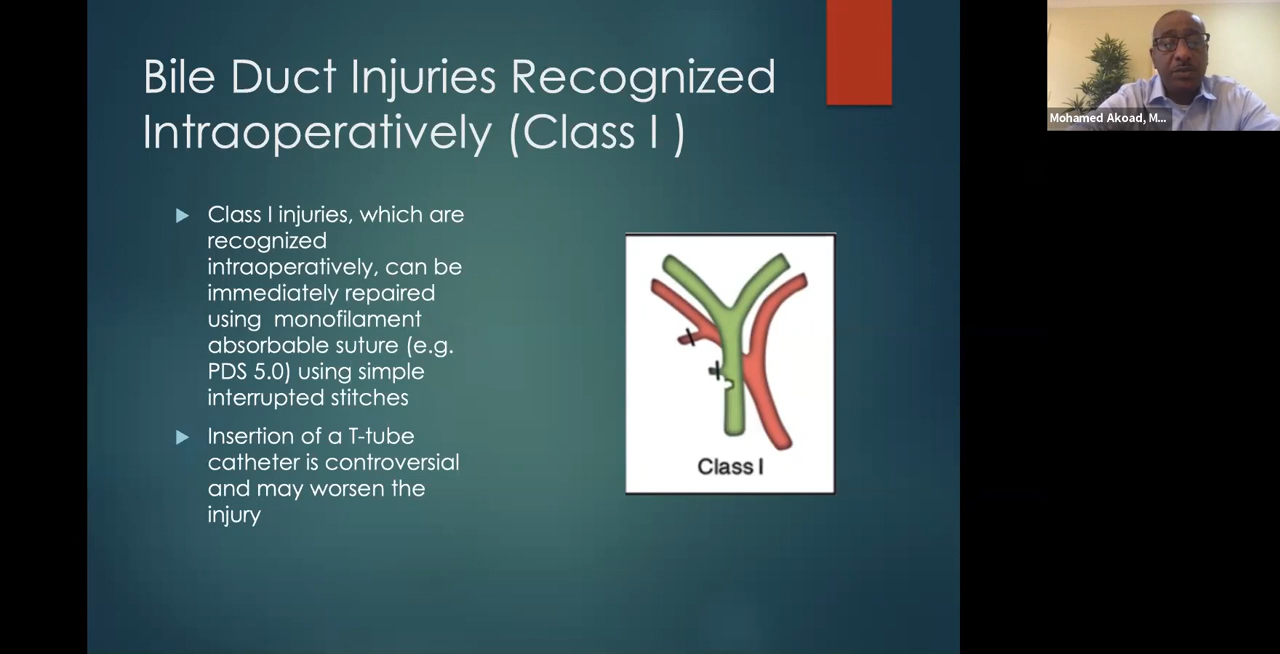 Bile Duct Injuries Recognized
Intraoperatively (Class I )
Class I injuries, which are
recognized
intraoperatively, can be
immediately repaired
using  monofilament
absorbable suture (e.g.
PDS 5.0) using simple
interrupted stitches
Insertion of a T-tube
catheter is controversial
and may worsen the
injury
Class I
Mohamed Akoad, M...